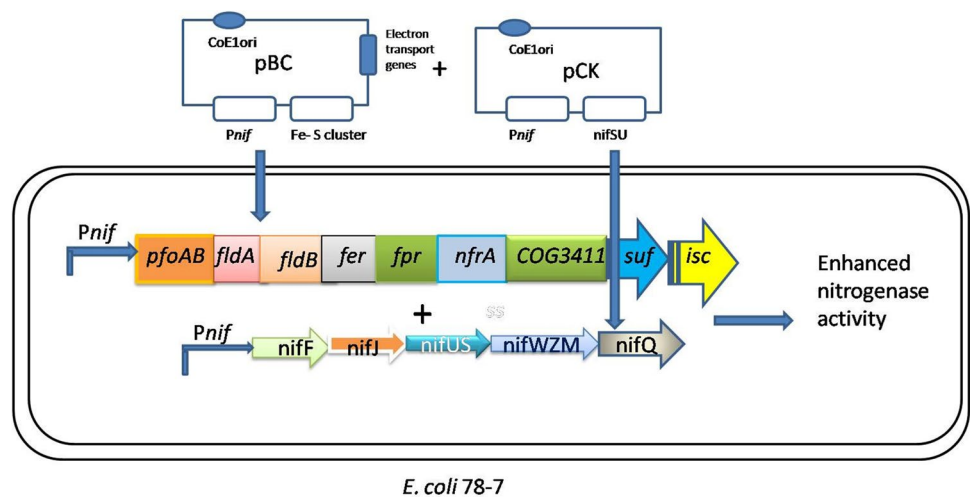 CoE1ori
pBC
Electron
transport
genes
Pnif
Fe- S cluster
+
CoE1ori
pCK
Pnif
nifSU
Pnif
pfoAB fldA fldB fer fpr nfrA COG3411 suf isc
Enhanced
nitrogenase
activity
+
ss
Pnif
nifF nifJ nifUS nifWZM nifQ
E. coli 78-7